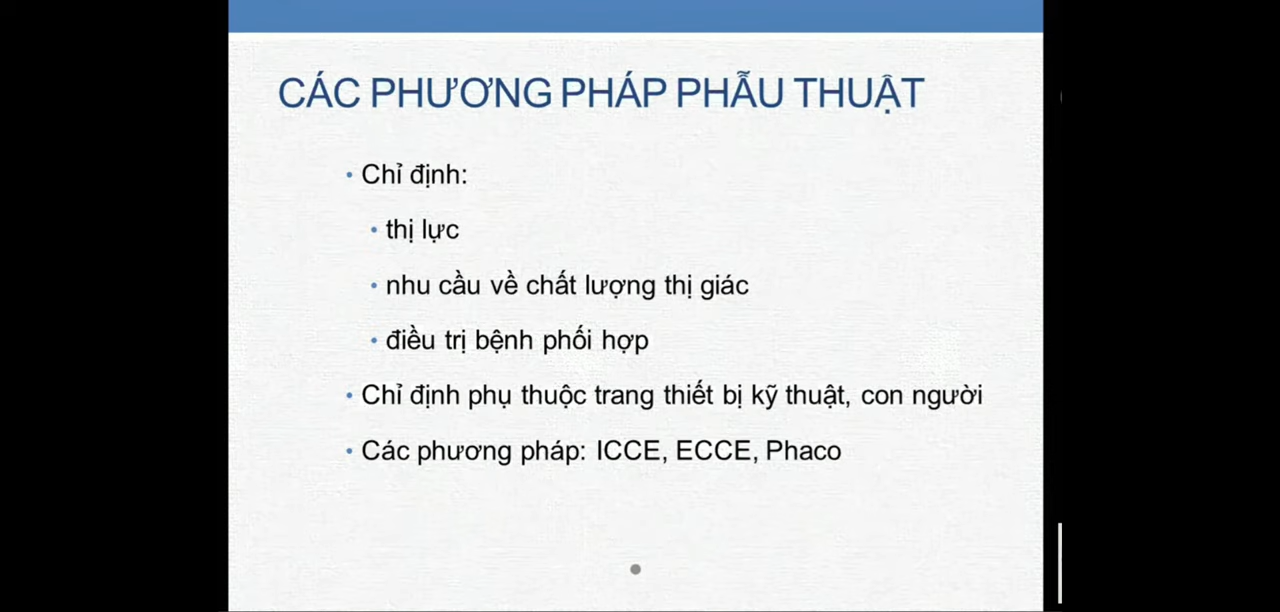 CÁC PHƯƠNG PHÁP PHẪU THUẬT
• Chỉ định:
• thị lực
• nhu cầu về chất lượng thị giác
• điều trị bệnh phối hợp
• Chỉ định phụ thuộc trang thiết bị kỹ thuật, con người
• Các phương pháp: ICCE, ECCE, Phaco